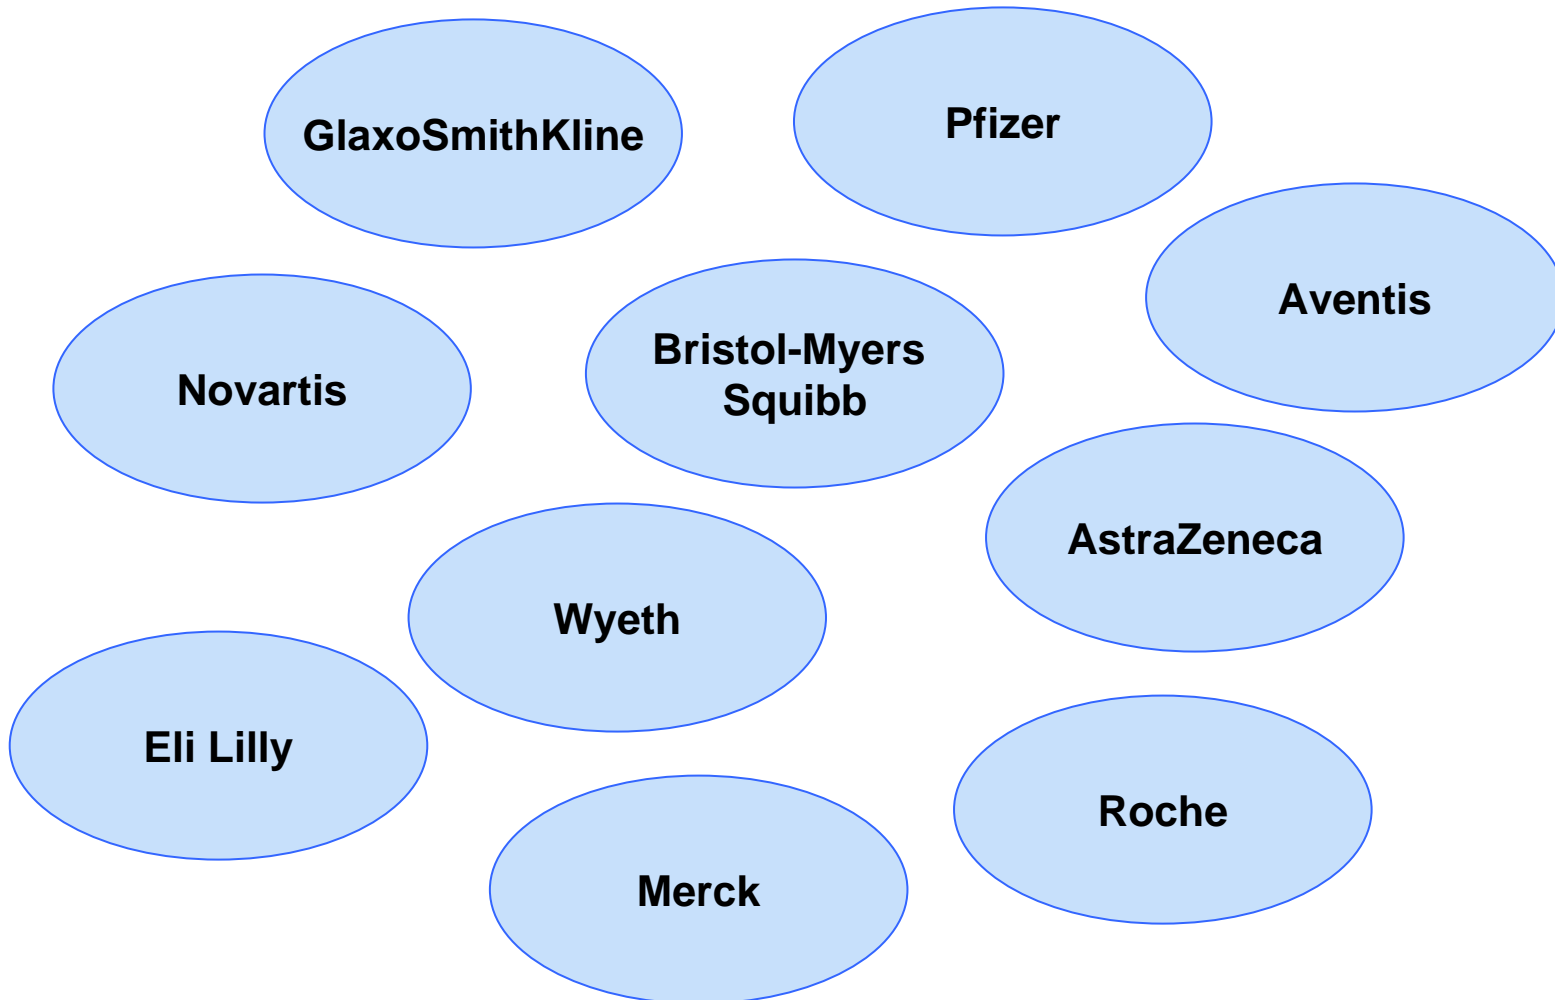 GlaxoSmithKline
Pfizer
Aventis
Bristol-Myers
Squibb
Novartis
AstraZeneca
Wyeth
Eli Lilly
Roche
Merck